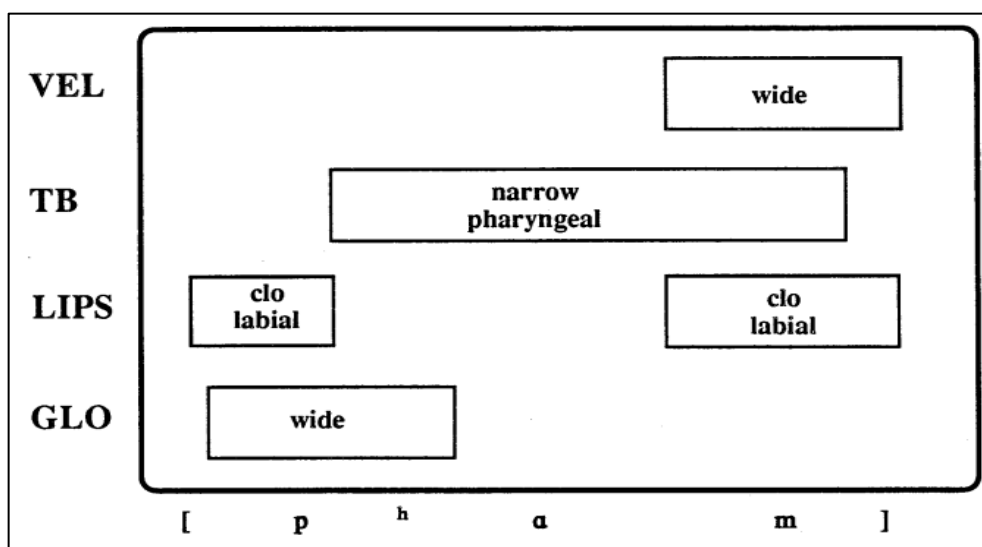 VEL
wide
TB
narrow
pharyngeal
LIPS
clo
labial
clo
labial
GLO
wide
[ p ʰ ɑ m ]